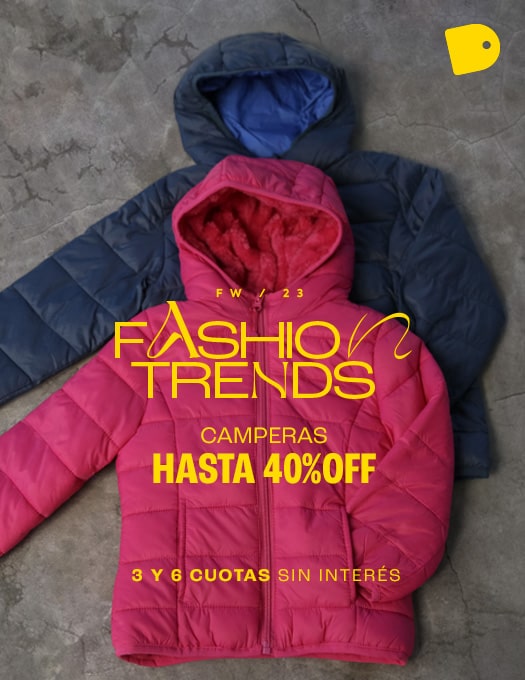 FW / 23
FASHION
TRENDS
CAMPERAS
HASTA 40%OFF
3 Y 6 CUOTAS SIN INTERÉS